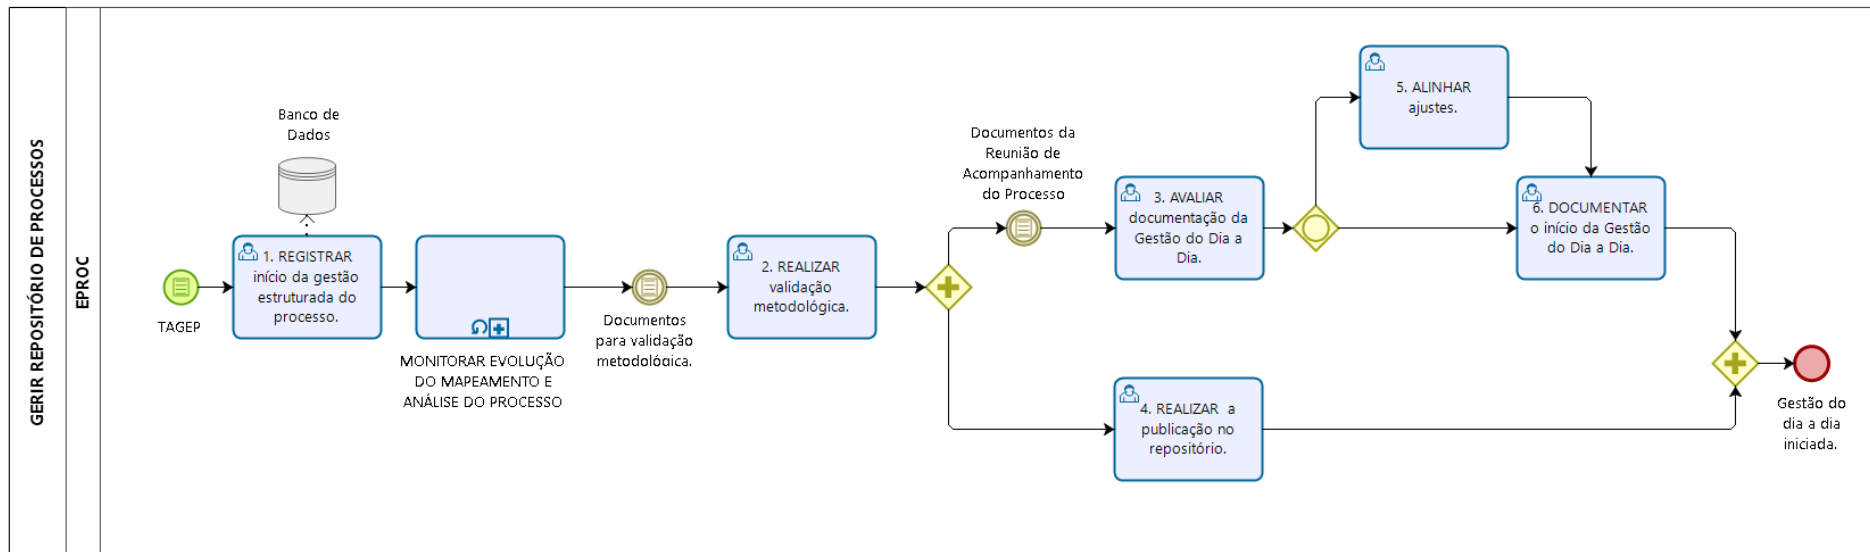 GERIR REPOSITÓRIO DE PROCESSOS
EPROC
TAGEP
Banco de
Dados
1. REGISTRAR
início da gestão
estruturada do
processo.
MONITORAR EVOLUÇÃO
DO MAPEAMENTO E
ANÁLISE DO PROCESSO
Documentos
para validação
metodológica.
2. REALIZAR
validação
metodológica.
Documentos da
Reunião de
Acompanhamento
do Processo
3. AVALIAR
documentação da
Gestão do Dia a
Dia.
4. REALIZAR a
publicação no
repositório.
5. ALINHAR
ajustes.
6. DOCUMENTAR
o início da Gestão
do Dia a Dia.
Gestão do
dia a dia
iniciada.